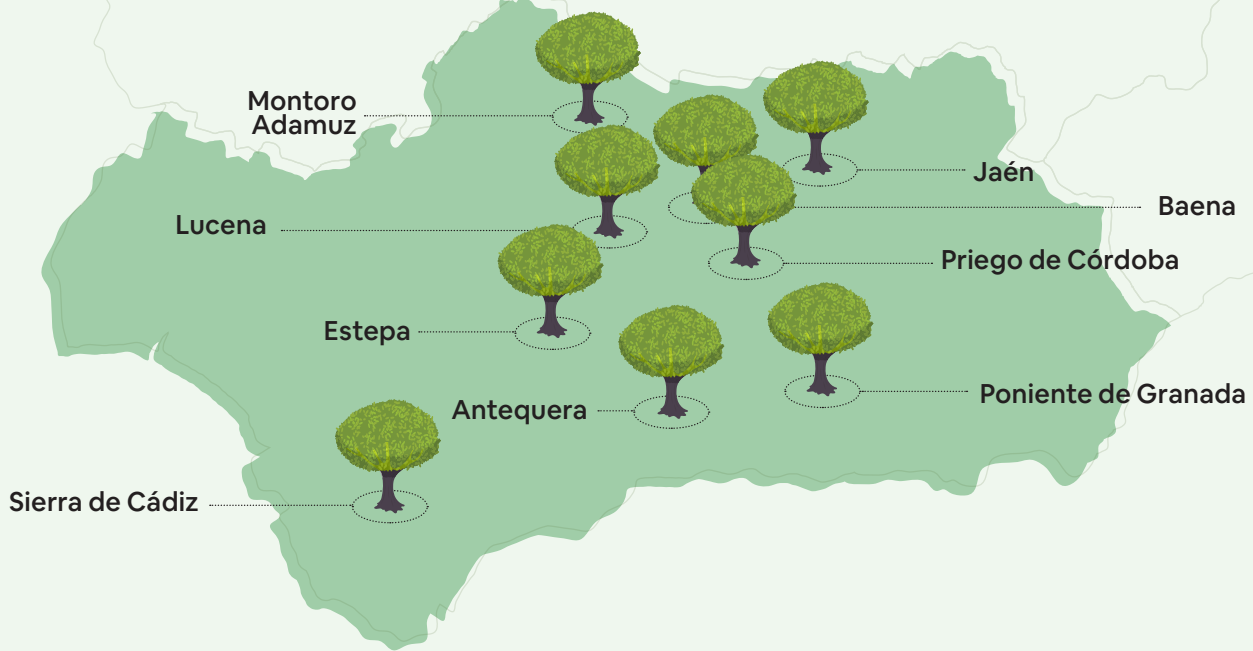 Montoro
Adamuz
Jaén
Baena
Lucena
Priego de Córdoba
Estepa
Poniente de Granada
Antequera
Sierra de Cádiz